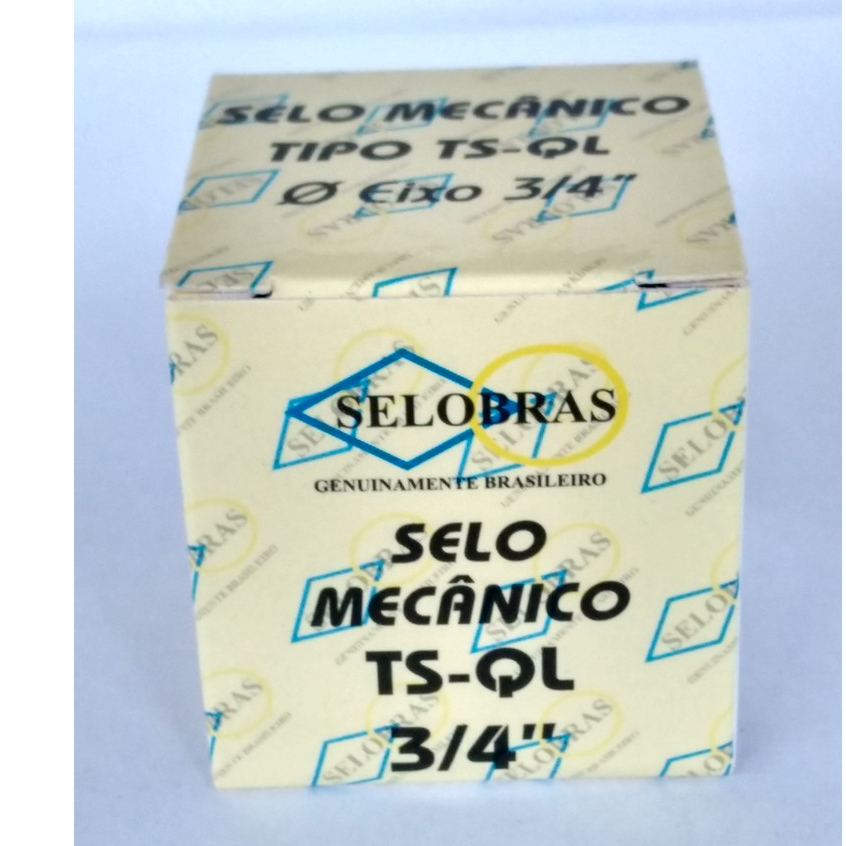 SELO MECÂNICO
TIPO TS-QL
Ø Eixo 3/4"
SELOBRAS
GENUINAMENTE BRASILEIRO
SELO
MECÂNICO
TS-QL
3/4"